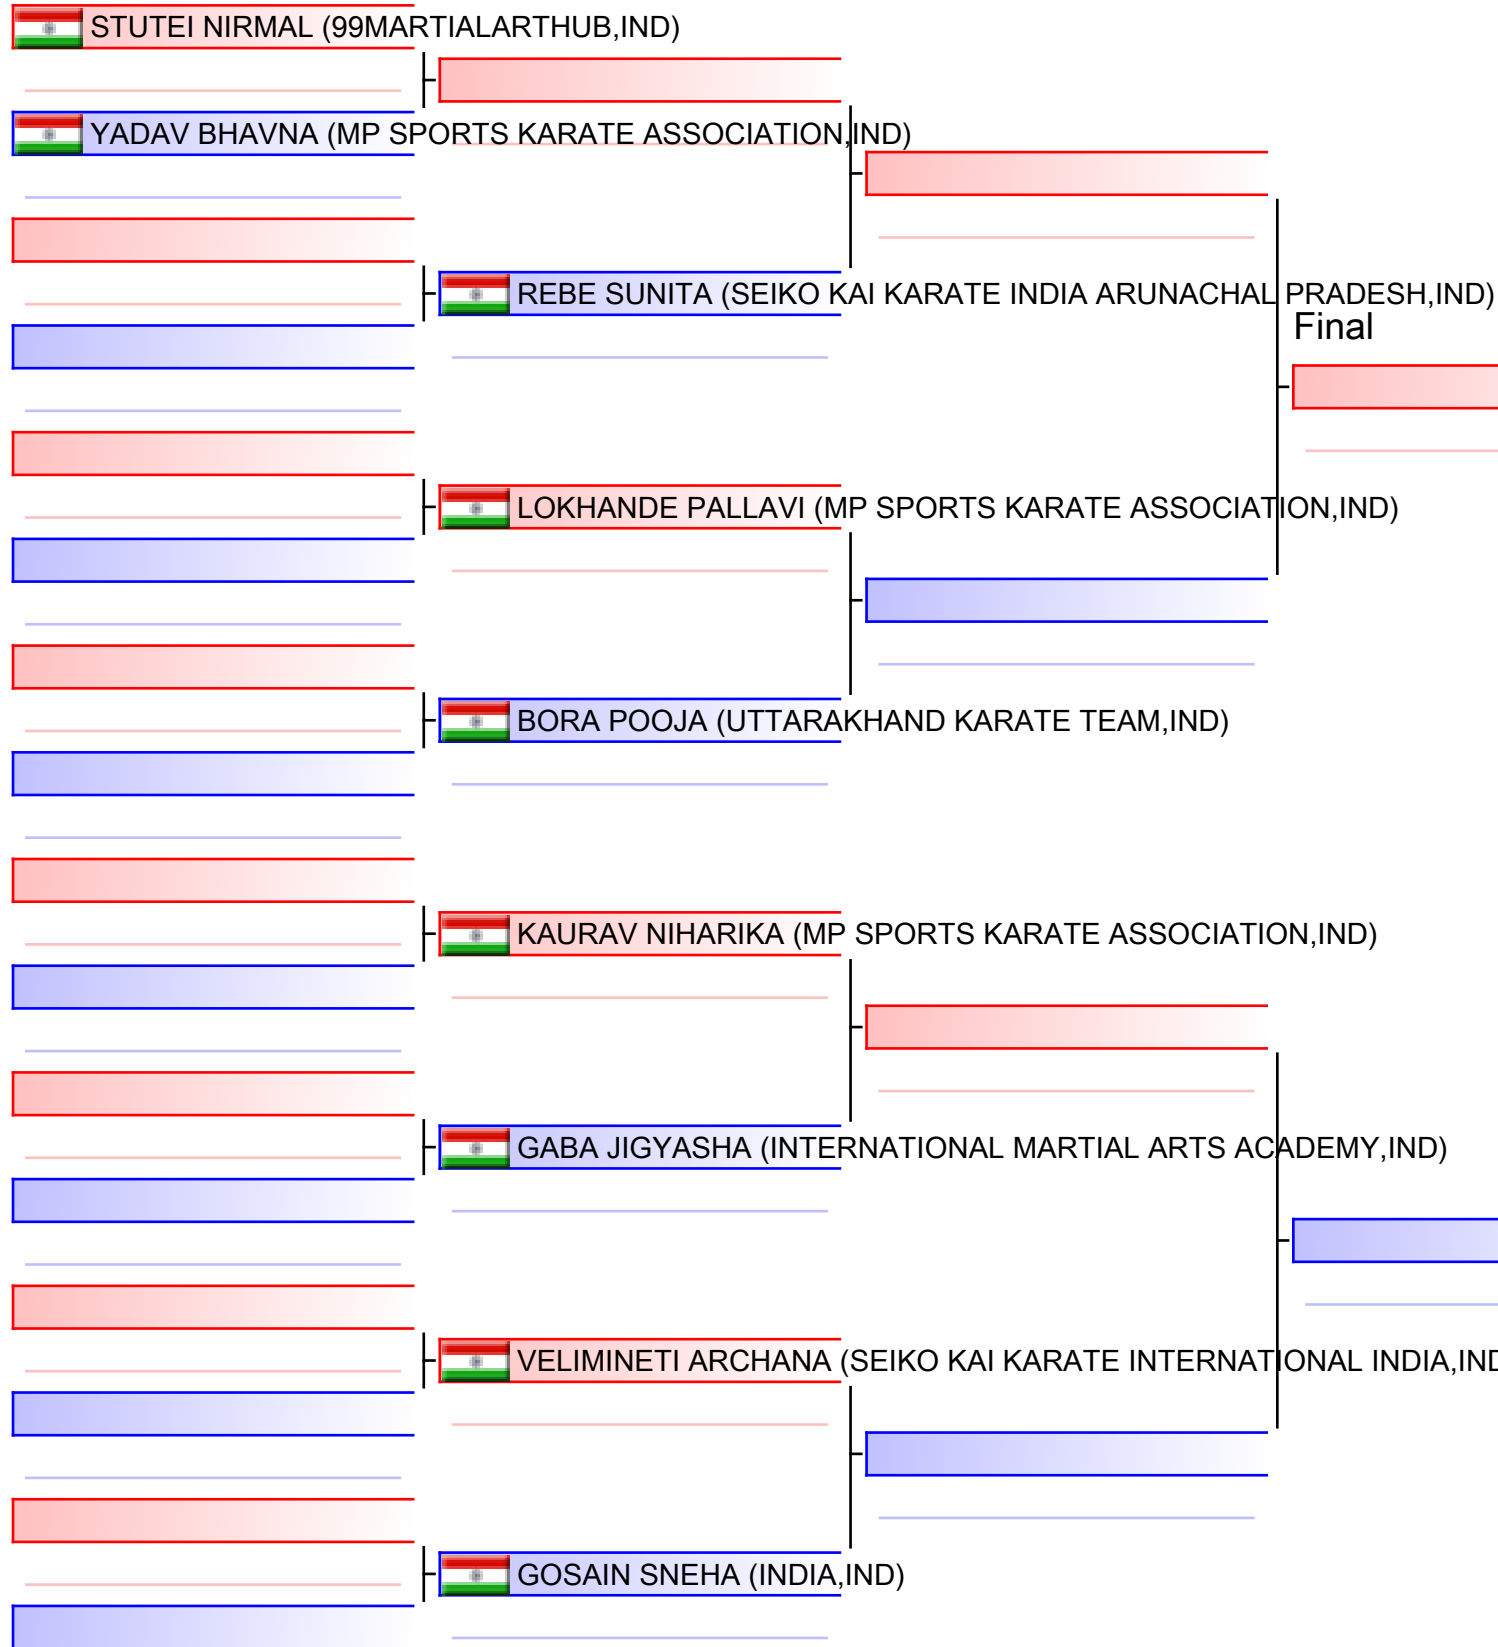 STUTEI NIRMAL (99MARTIALARTHUB,IND)
YADAV BHAVNA (MP SPORTS KARATE ASSOCIATION,IND)
REBE SUNITA (SEIKO KAI KARATE INDIA ARUNACHAL PRADESH,IND)
Final
LOKHANDE PALLAVI (MP SPORTS KARATE ASSOCIATION,IND)
BORA POOJA (UTTARAKHAND KARATE TEAM,IND)
KAURAV NIHARIKA (MP SPORTS KARATE ASSOCIATION,IND)
GABA JIGYASHA (INTERNATIONAL MARTIAL ARTS ACADEMY,IND)
VELIMINETI ARCHANA (SEIKO KAI KARATE INTERNATIONAL INDIA,IND
GOSAIN SNEHA (INDIA,IND)